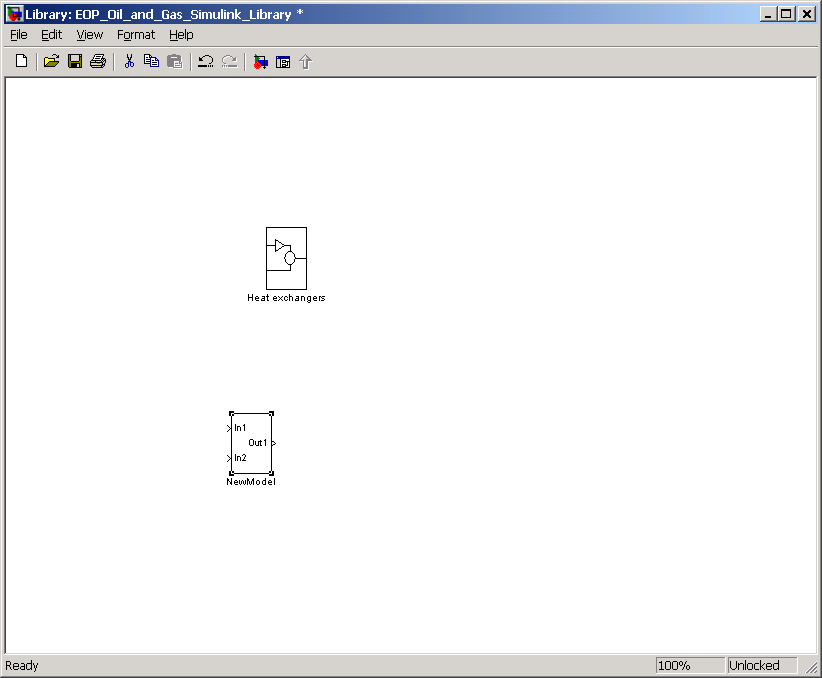 Library: EOP_Oil_and_Gas_Simulink_Library *
File Edit View Format Help
Heat exchangers
In1
Out1
In2
NewModel
Ready 100% Unlocked